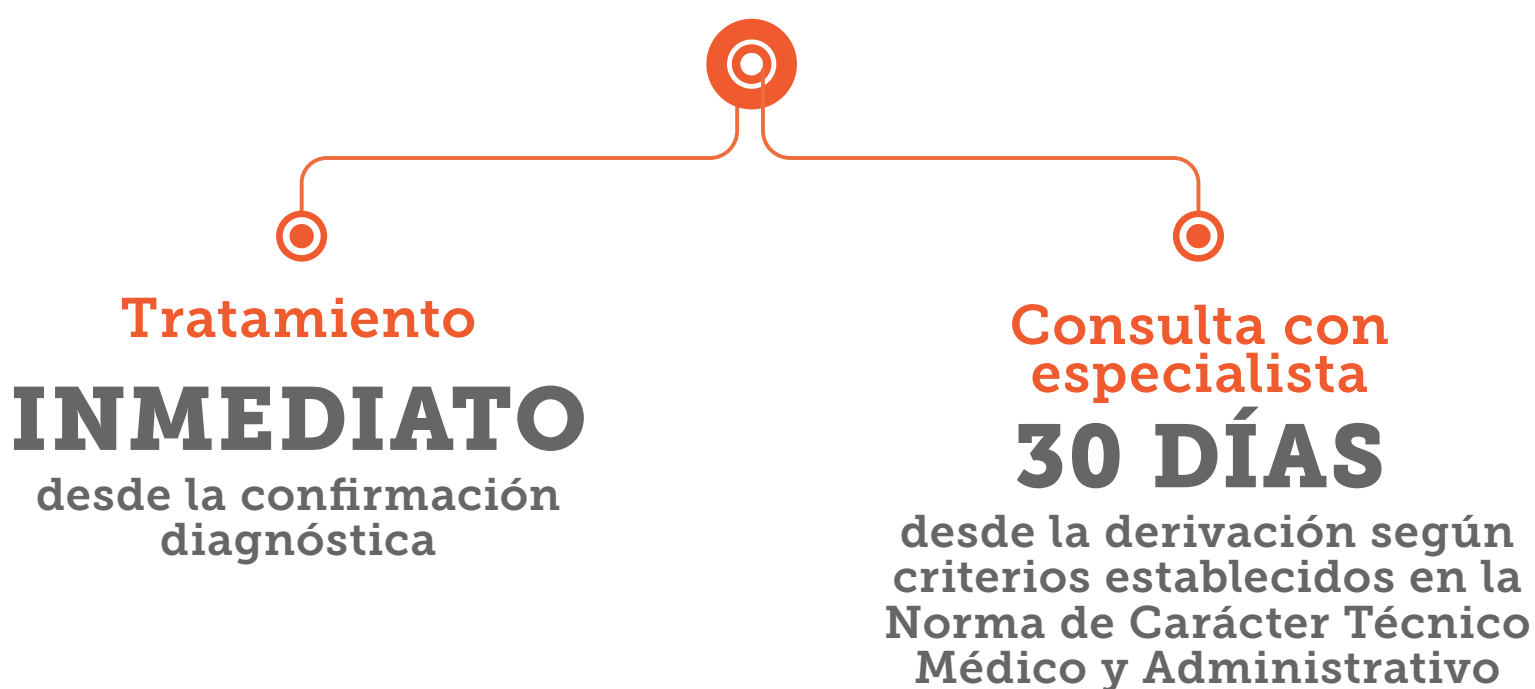 Tratamiento
INMEDIATO
desde la confirmación
diagnóstica
Consulta con
especialista
30 DÍAS
desde la derivación según
criterios establecidos en la
Norma de Carácter Técnico
Médico y Administrativo